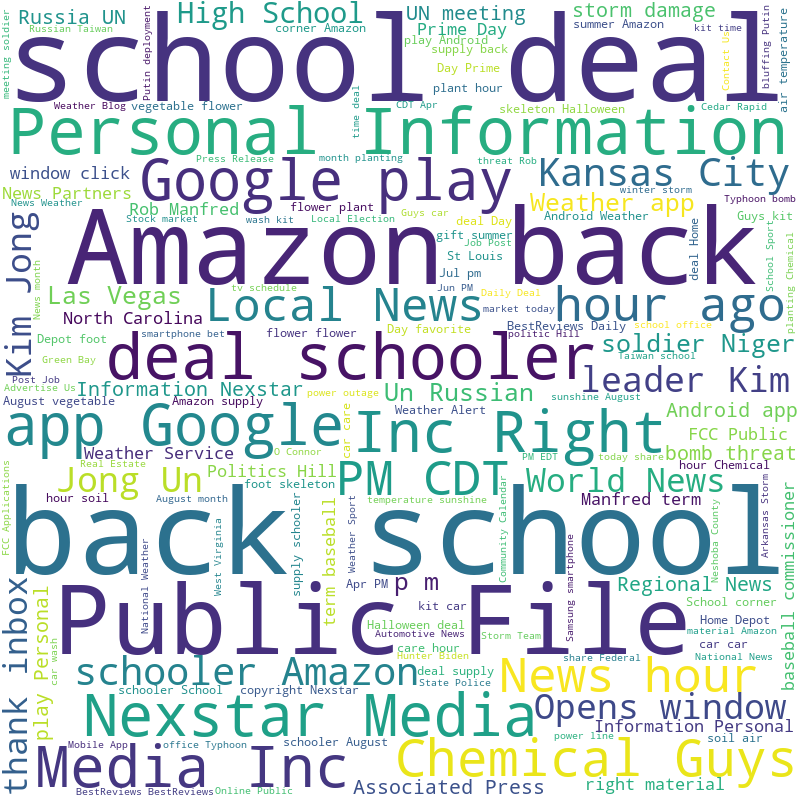 Russia UN
High School
UN meeting
storm damage
meeting soldier
Russian Taiwan
corner Amazon
Prime Day
summer Amazon
kit time
bluffing Putin
Putin deployment
play Android
supply back
Contact Us
air temperature
school deal
Day Prime
Weather Blog
vegetable flower
time deal
CDT Apr
plant hour
skeleton Halloween
Cedar Rapid
Personal Information
Press Release
month planting
threat Rob
window click
Google play
Kansas City
News Partners
winter storm
News Weather
Rob Manfred
flower plant
Guys car
Weather app
Typhoon bomb
Stock market
wash kit
Local Election
deal Day
Android Weather
Guys kit
Amazon back
gift summer
Job Post
deal Home
School Sport
planting Chemical
Kim Jong
News month
tv schedule
St Louis
Jul pm
Las Vegas
Jun PM
Daily Deal
Local News
hour ago
market today
North Carolina
Day favorite
BestReviews Daily
school office
Depot foot
smartphone bet
flower flower
politic Hill
soldier Niger
Green Bay
deal schooler
Taiwan school
Post Job
Advertise Us
Information Nexstar
Un Russian
leader Kim
power outage
sunshine August
August vegetable
Amazon supply
car care
Weather Alert
Android app
app Google
Inc Right
FCC Public
O Connor
PM EDT
today share
bomb threat
Weather Service
Real Estate
Politics Hill
hour Chemical
FCC Applications
Jong Un
foot skeleton
PM CDT
World News
Arkansas Storm
hour soil
August month
temperature sunshine
Manfred term
back school
National Weather
West Virginia
supply schooler
term baseball
Weather Sport
Community Calendar
Samsung smartphone
Neshoba County
baseball commissioner
thank inbox
play Personal
car wash
Apr PM
p m
Regional News
kit car
School corner
Public File
Halloween deal
Home Depot
Automotive News
Storm Team
material Amazon
care hour
car car
Hunter Biden
share Federal
National News
schooler Amazon
deal supply
News hour
State Police
schooler School
copyright Nexstar
Nexstar Media
Opens window
Information Personal
power line
soil air
Mobile App
office Typhoon
schooler August
Media Inc
Chemical Guys
BestReviews BestReviews
Online Public
Associated Press
right material